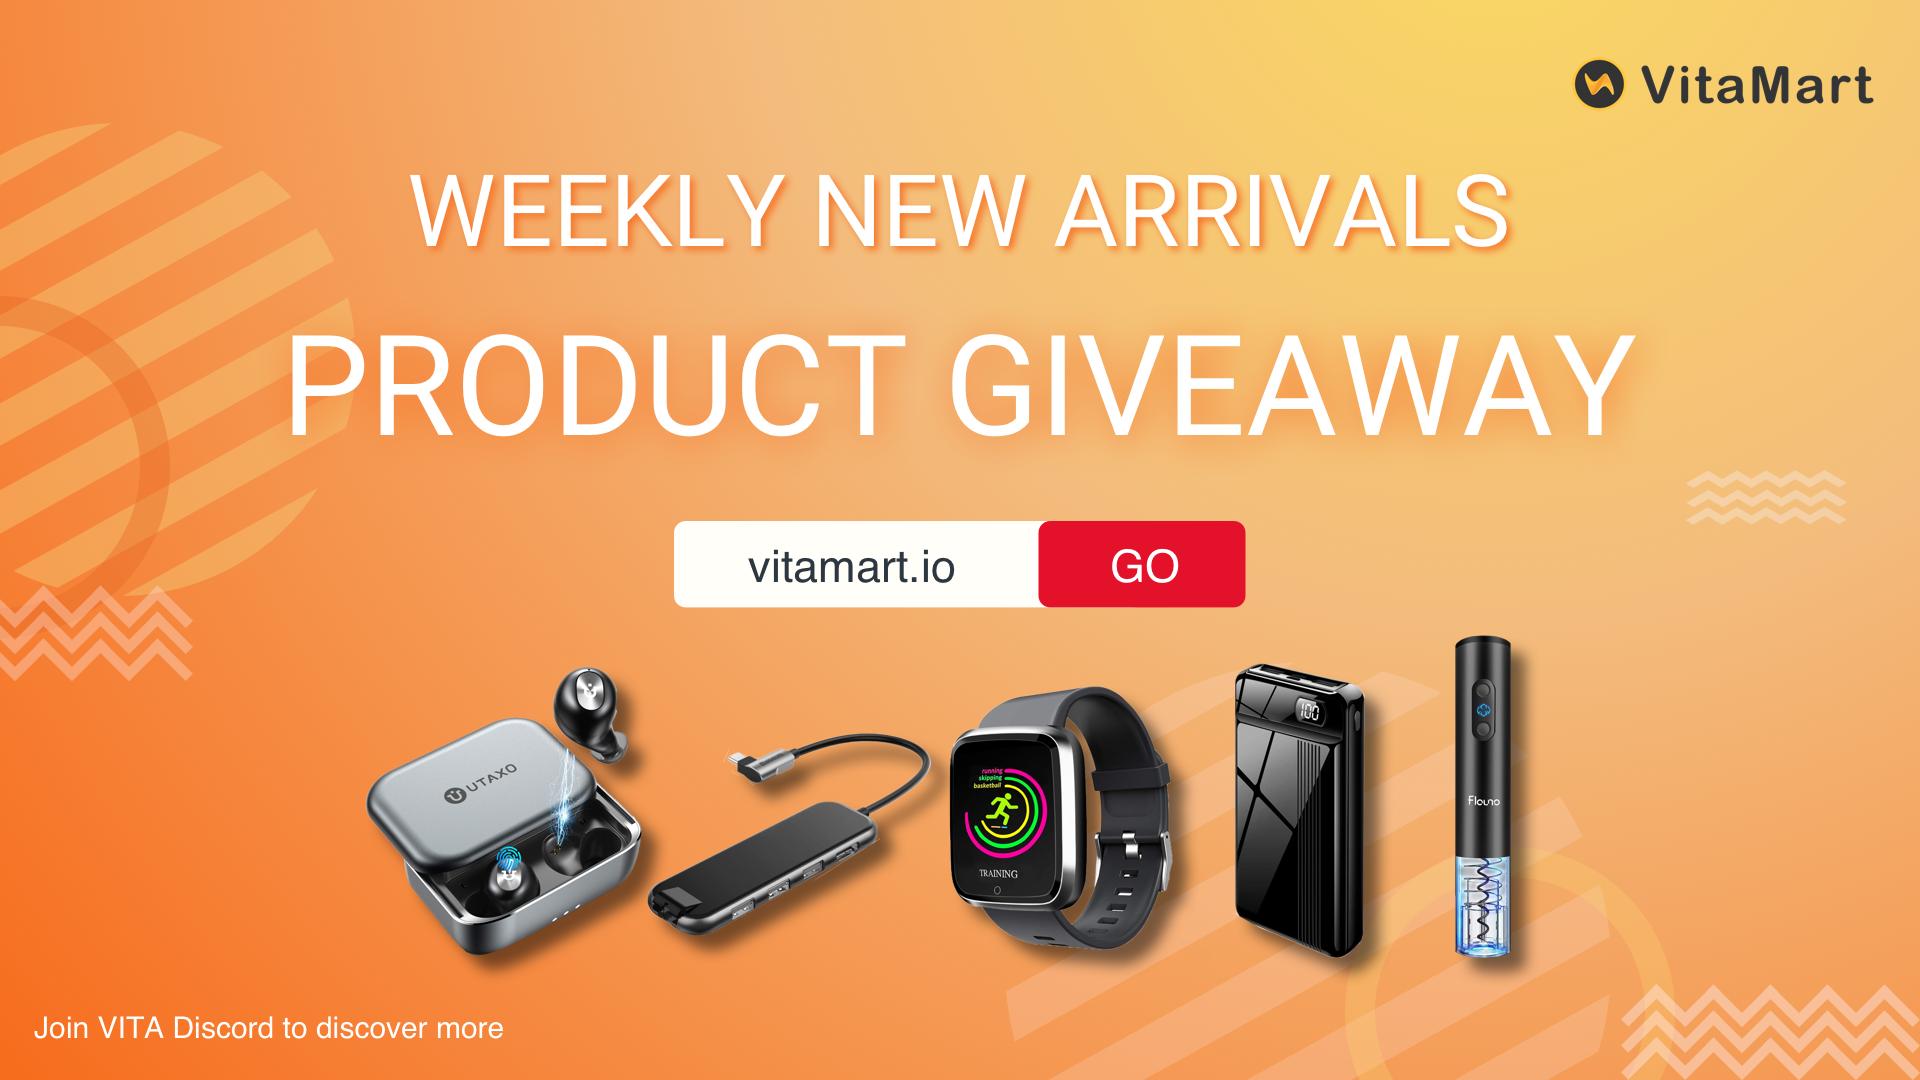 VitaMart
WEEKLY NEW ARRIVALS
PRODUCT GIVEAWAY
vitamart.io GO
UTAXO
running
skipping
basketball
TRAINING
100
Flouno
Join VITA Discord to discover more